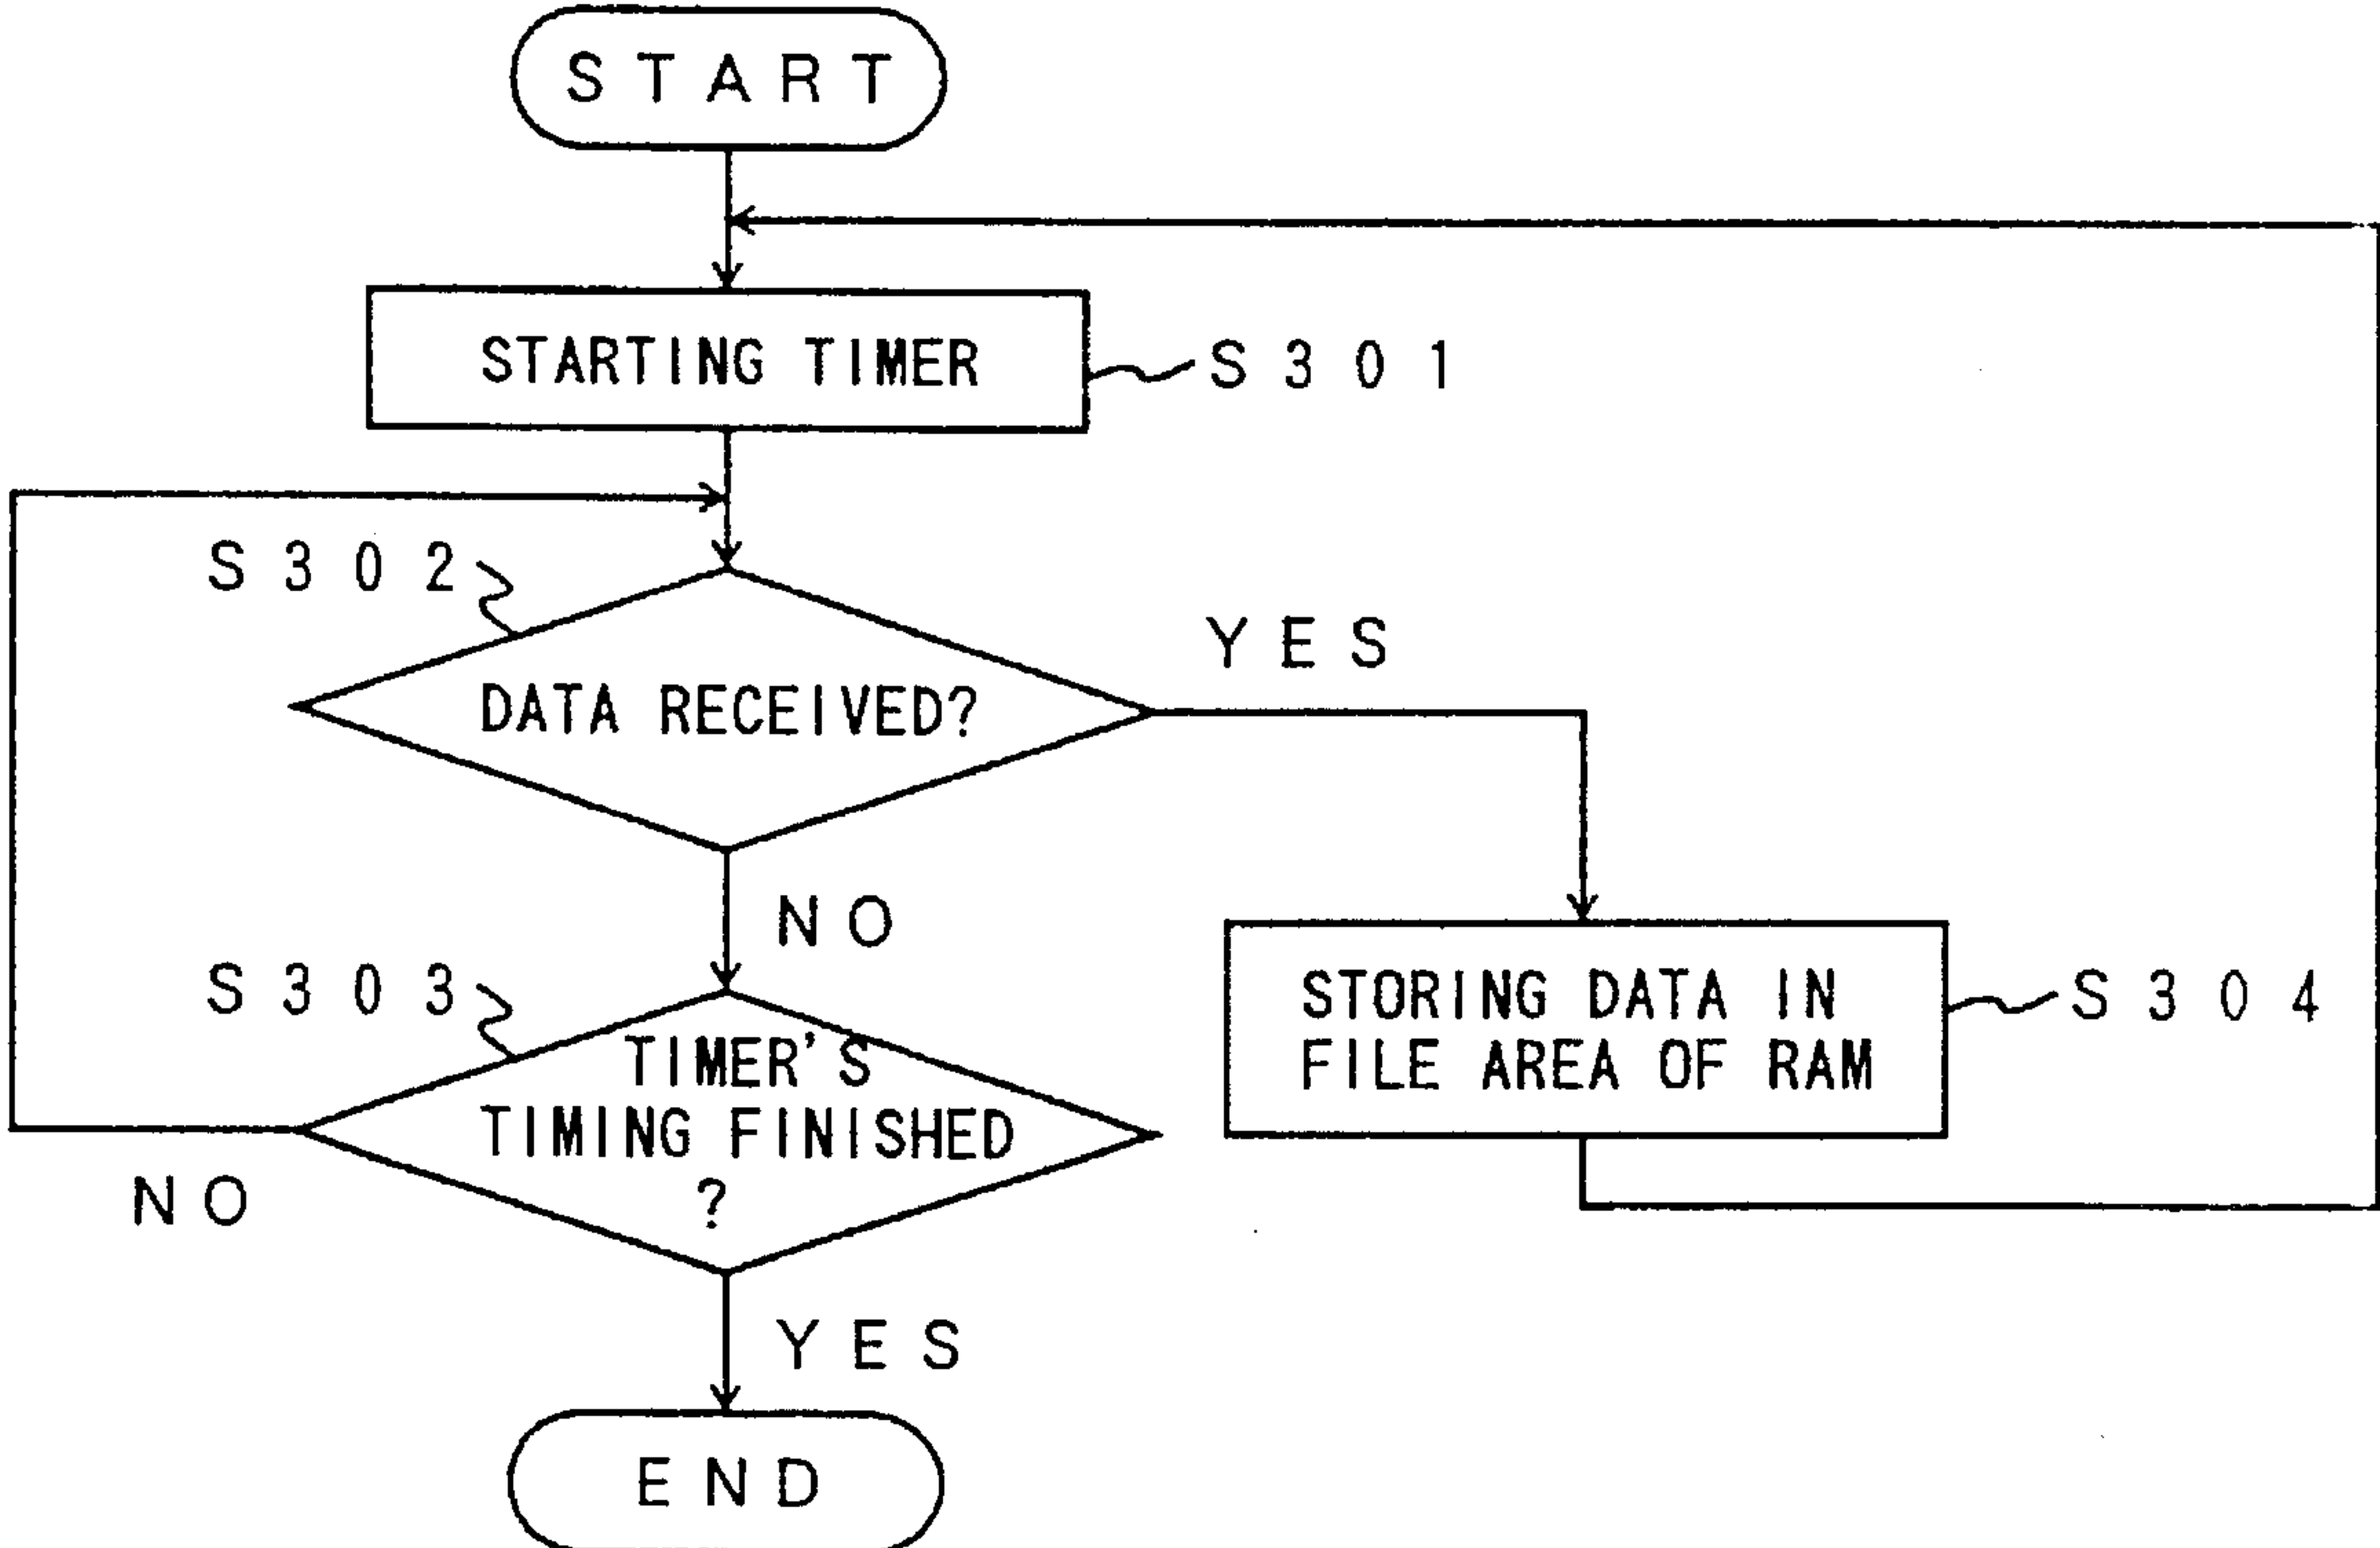 START
STARTING TIMER
S301
S302
YES
DATA RECEIVED?
NO
S303
TIMER'S
TIMING FINISHED
?
NO
STORING DATA IN
FILE AREA OF RAM
S304
YES
END